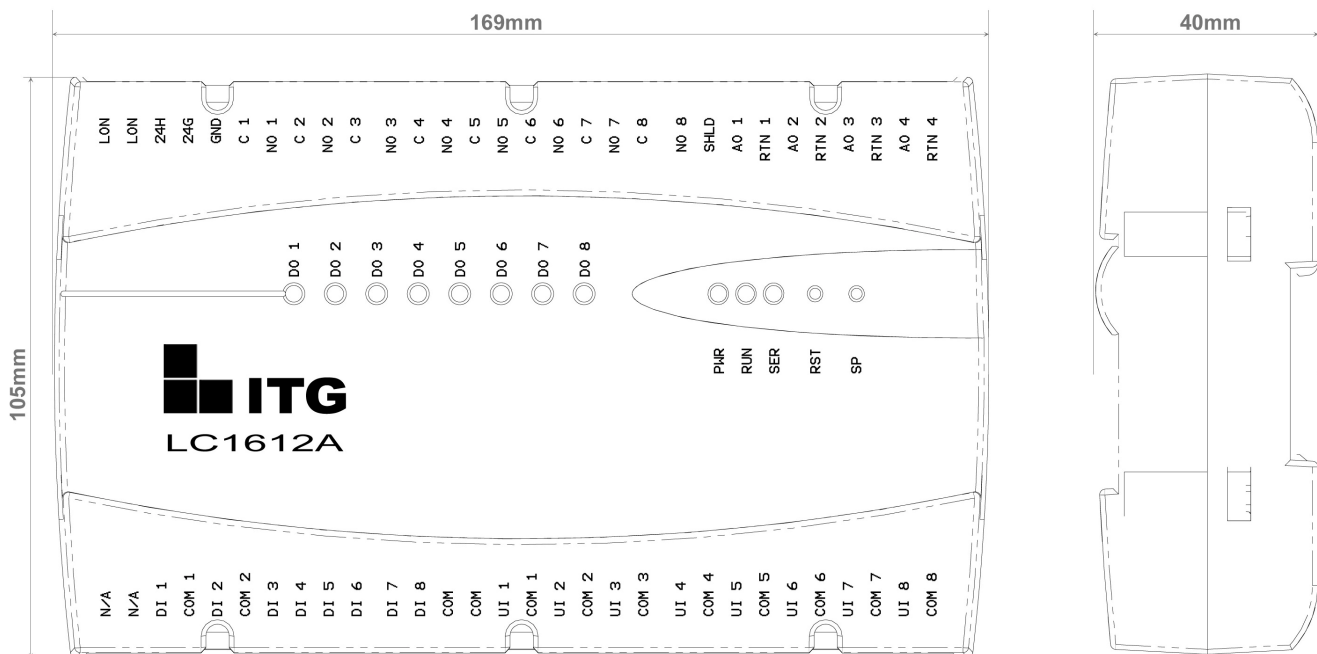 169mm
40mm
LON
LON
24H
24G
GND
C 1
NO 1
C 2
NO 2
C 3
NO 3
C 4
NO 4
C 5
NO 5
C 6
NO 6
C 7
NO 7
C 8
NO 8
SHLD
AO 1
RTN 1
AO 2
RTN 2
AO 3
RTN 3
AO 4
RTN 4
DO 1
DO 2
DO 3
DO 4
DO 5
DO 6
DO 7
DO 8
PWR
RUN
SER
RST
SP
105mm
ITG
LC1612A
N/A
N/A
DI 1
COM 1
DI 2
COM 2
DI 3
DI 4
DI 5
DI 6
DI 7
DI 8
COM
COM
UI 1
COM 1
UI 2
COM 2
UI 3
COM 3
UI 4
COM 4
UI 5
COM 5
UI 6
COM 6
UI 7
COM 7
UI 8
COM 8